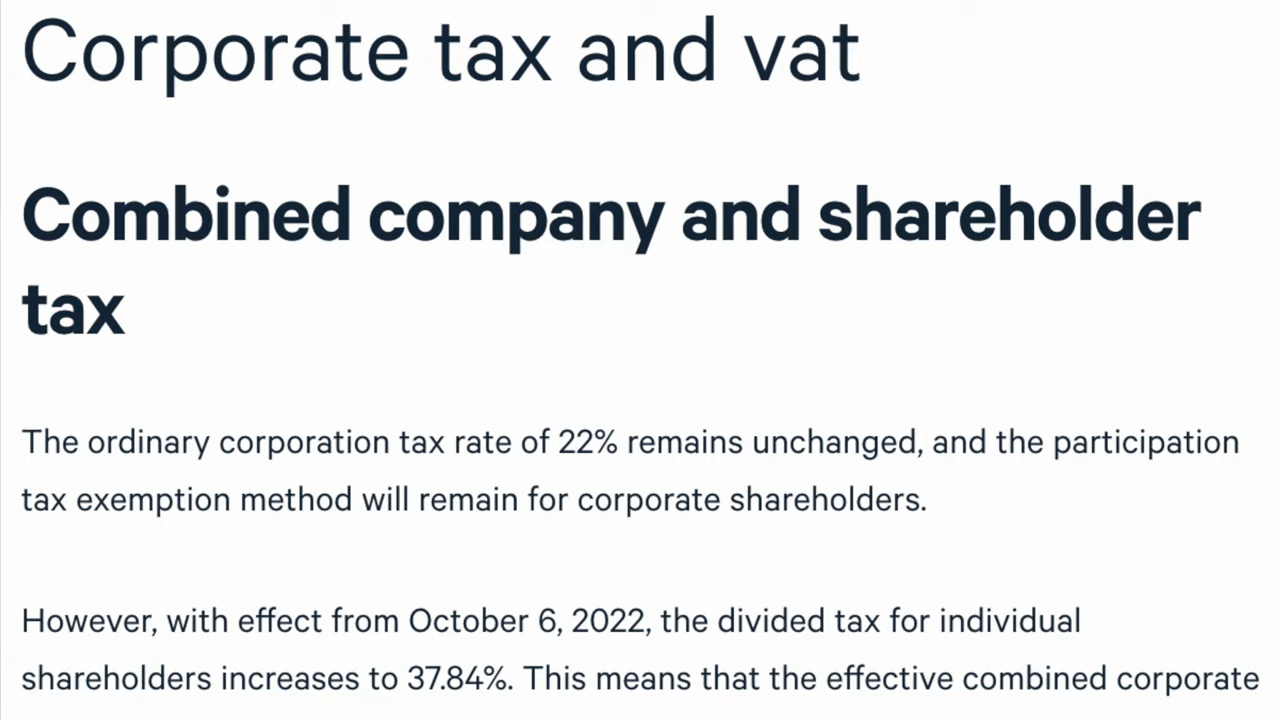 Corporate tax and vat
Combined company and shareholder
tax
The ordinary corporation tax rate of 22% remains unchanged, and the participation
tax exemption method will remain for corporate shareholders.
However, with effect from October 6, 2022, the divided tax for individual
shareholders increases to 37.84%. This means that the effective combined corporate